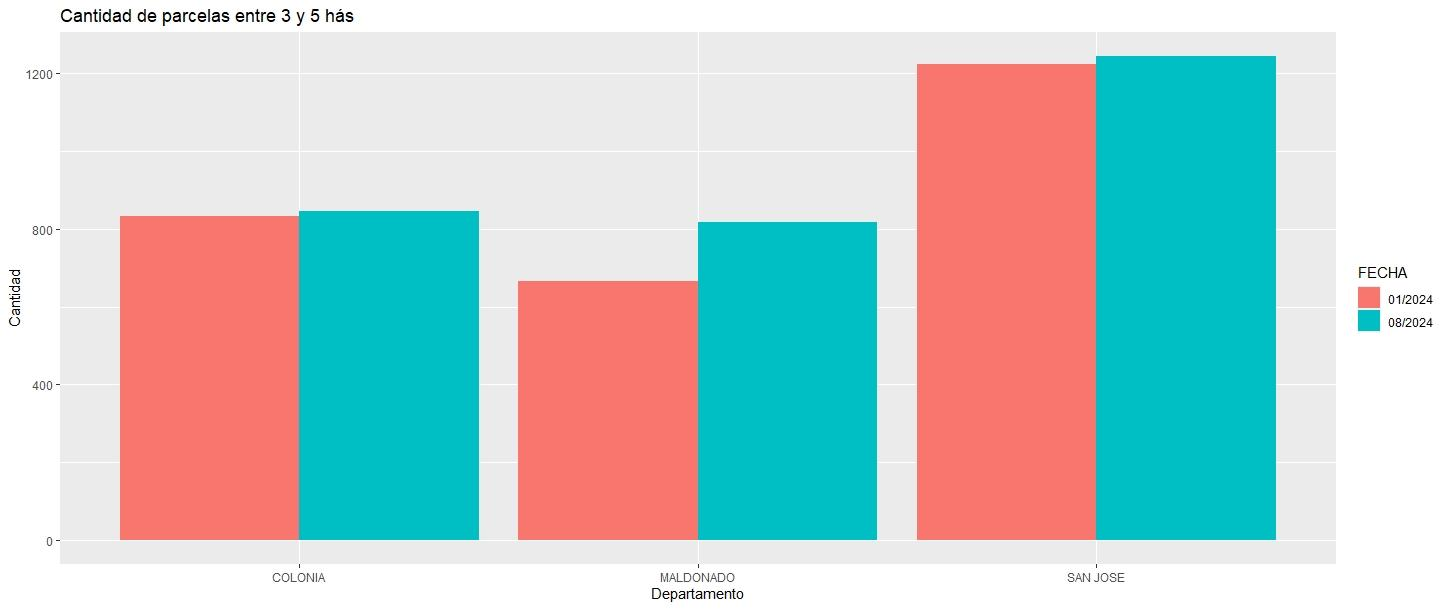 Cantidad de parcelas entre 3 y 5 hás
1200
800
400
0
Cantidad
COLONIA
MALDONADO
SAN JOSE
Departamento
FECHA
01/2024
08/2024